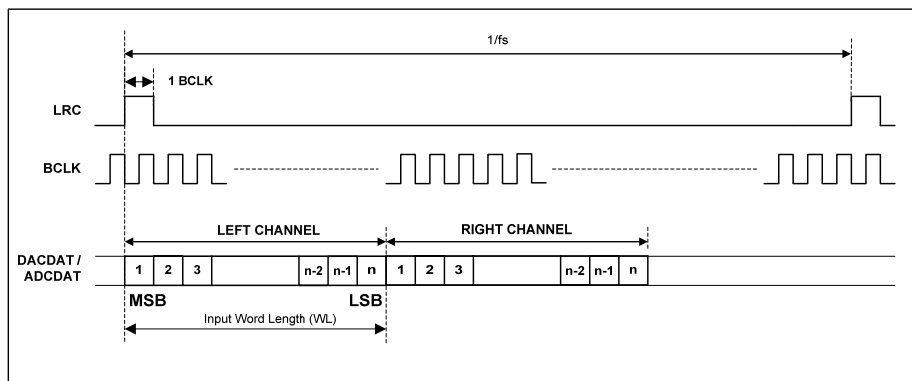 1/fs
1 BCLK
LRC
BCLK
LEFT CHANNEL RIGHT CHANNEL
DACDAT /
ADCDAT
1 2 3 n-2 n-1 n 1 2 3 n-2 n-1 n
MSB LSB
Input Word Length (WL)